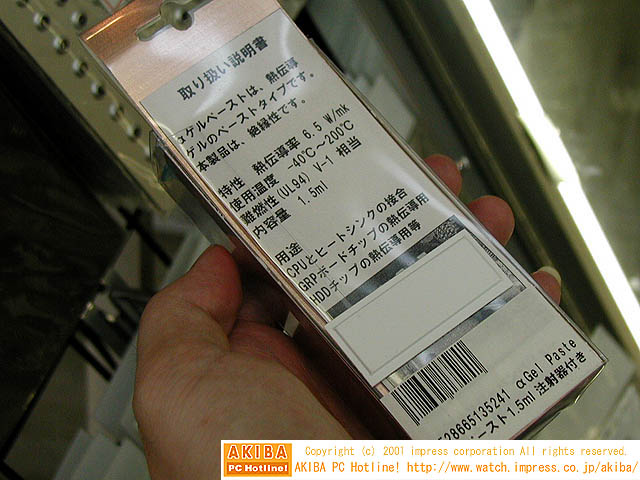 取り扱い説明書
ゲルペーストは、熱伝導
ゲルのペーストタイプです。
本製品は、絶縁性です。
特性 熱伝導率 6.5 W/mk
使用温度 -40℃~200℃
難燃性(UL94) V-1 相当
内容量 1.5ml
用途
CPUとヒートシンクの接合
GRPボードチップの熱伝導用
HDDチップの熱伝導用等
28665135241 αGel Paste
ペースト1.5ml 注射器付き
AKIBA
PC Hotline!
Copyright (c) 2001 impress corporation All rights reserved.
AKIBA PC Hotline! http://www.watch.impress.co.jp/akiba/